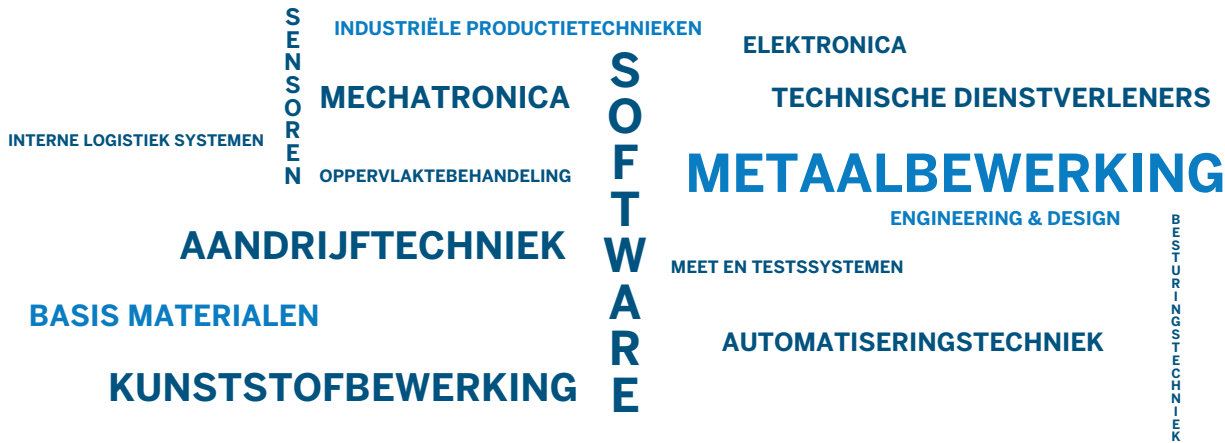 SENSOREN
INDUSTRIËLE PRODUCTIETECHNIEKEN
ELEKTRONICA
SOFTWARE
MECHATRONICA
TECHNISCHE DIENSTVERLENERS
INTERNE LOGISTIEK SYSTEMEN
OPPERVLAKTEBEHANDELING
METAALBEWERKING
ENGINEERING & DESIGN
BESTURINGSTECHNIEK
AANDRIJFTECHNIEK
MEET EN TESTSSYSTEMEN
BASIS MATERIALEN
AUTOMATISERINGSTECHNIEK
KUNSTSTOFBEWERKING